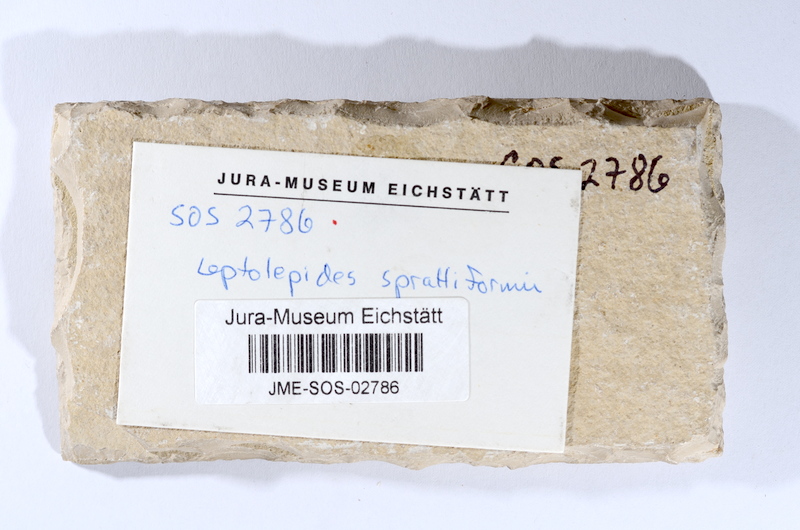 SOS 2786
JURA-MUSEUM EICHSTÄTT
SOS 2786
Leptolepides sprattiformis
Jura-Museum Eichstätt
JME-SOS-02786